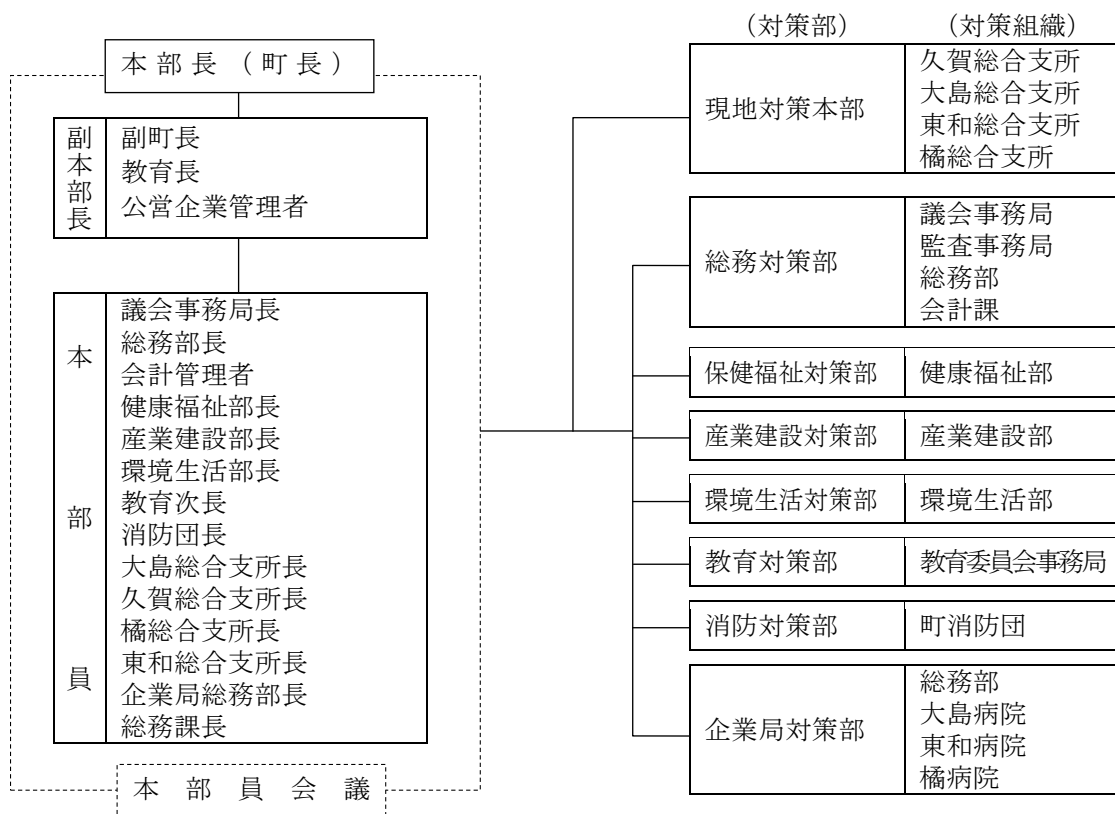 本部長（町長）
副本部長
副町長
教育長
公営企業管理者
本部員
議会事務局長
総務部長
会計管理者
健康福祉部長
産業建設部長
環境生活部長
教育次長
消防団長
大島総合支所長
久賀総合支所長
橘総合支所長
東和総合支所長
企業局総務部長
総務課長
本部員会議
（対策部） （対策組織）
現地対策本部
久賀総合支所
大島総合支所
東和総合支所
橘総合支所
総務対策部
議会事務局
監査事務局
総務部
会計課
保健福祉対策部 健康福祉部
産業建設対策部 産業建設部
環境生活対策部 環境生活部
教育対策部 教育委員会事務局
消防対策部 町消防団
企業局対策部
総務部
大島病院
東和病院
橘病院